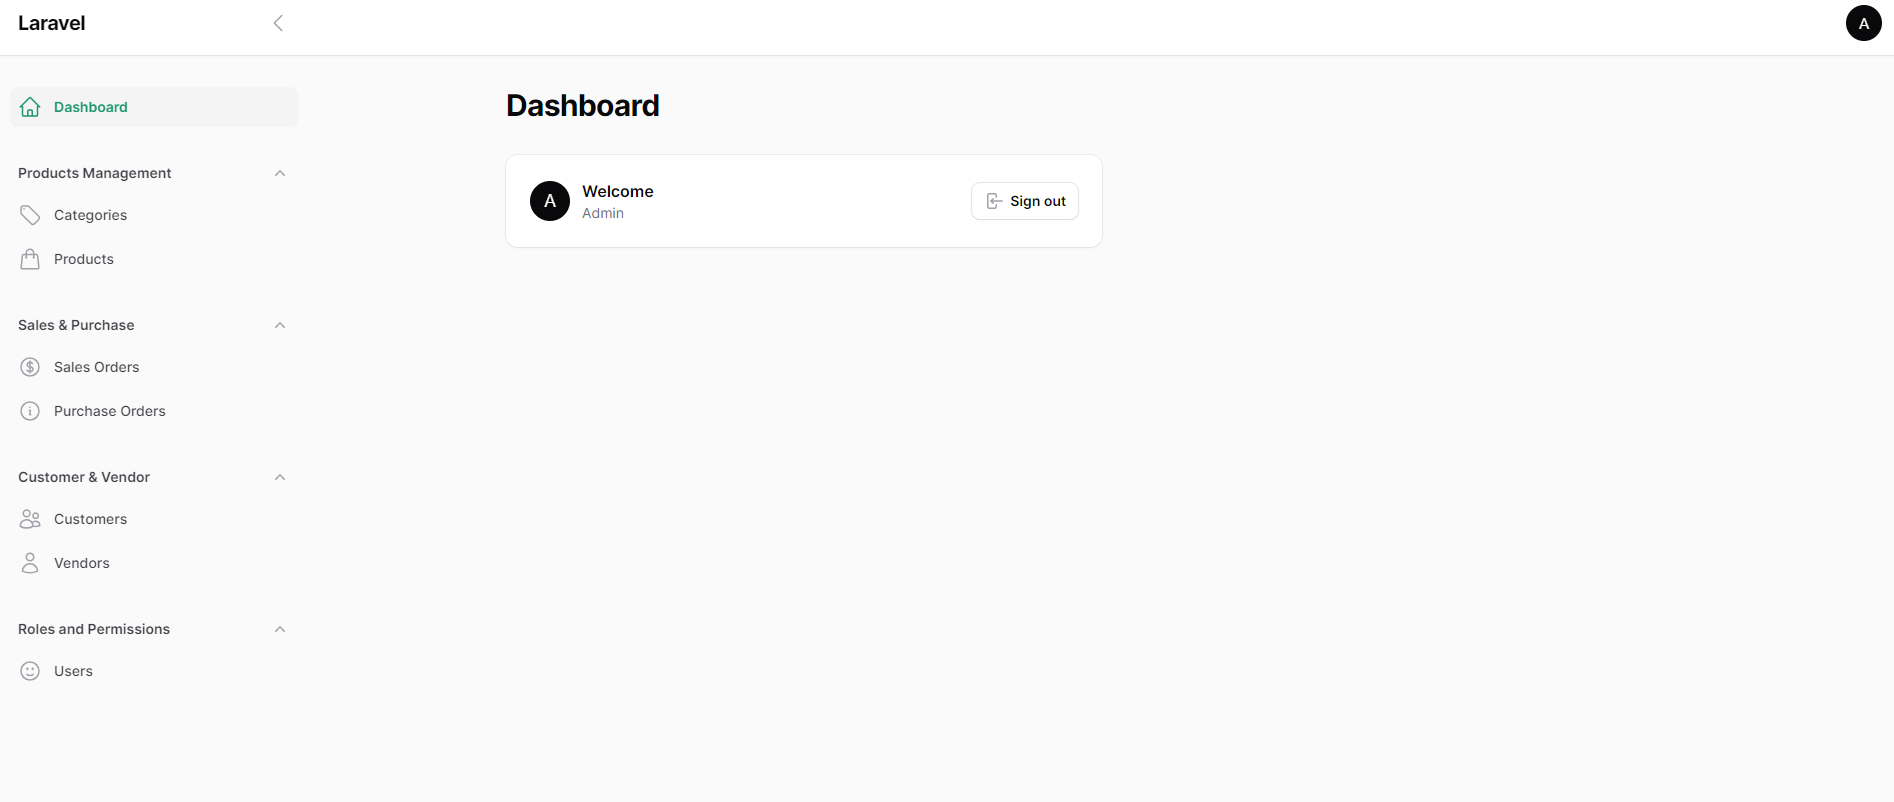 Laravel
A
Dashboard
Products Management
Categories
Products
Sales & Purchase
Sales Orders
Purchase Orders
Customer & Vendor
Customers
Vendors
Roles and Permissions
Users
Dashboard
A
Welcome
Admin
Sign out